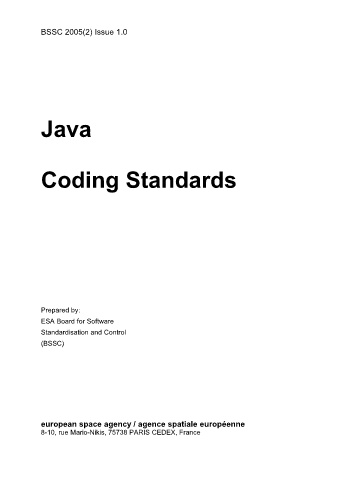 BSSC 2005(2) Issue 1.0
Java
Coding Standards
Prepared by:
ESA Board for Software
Standardisation and Control
(BSSC)
european space agency / agence spatiale européenne
8-10, rue Mario-Nikis, 75738 PARIS CEDEX, France